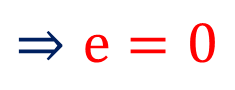 ⇒ e = 0